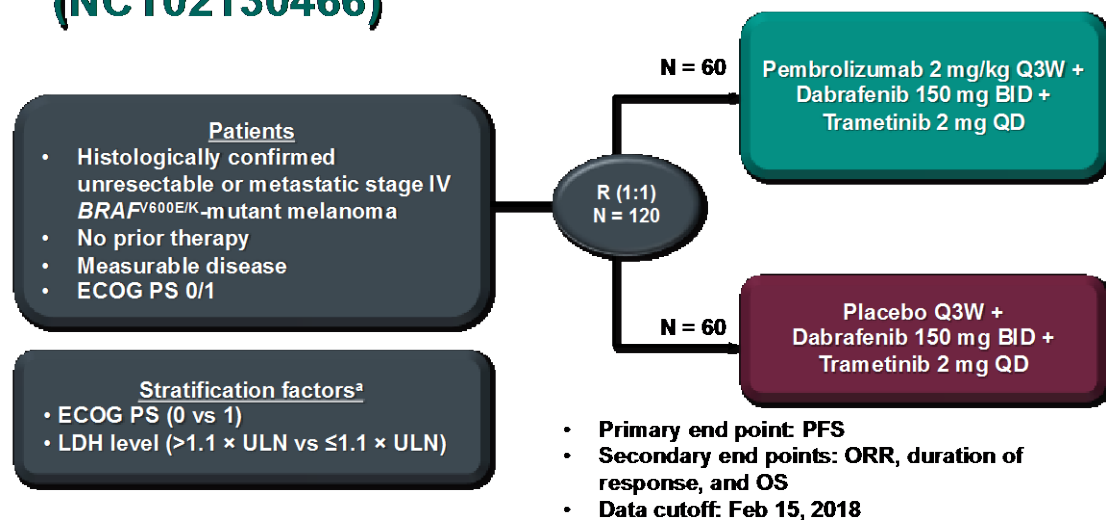 (NCT02130466)
Patients
• Histologically confirmed
unresectable or metastatic stage IV
BRAFV600E/K-mutant melanoma
• No prior therapy
• Measurable disease
• ECOG PS 0/1
Stratification factorsa
• ECOG PS (0 vs 1)
• LDH level (>1.1 × ULN vs ≤1.1 × ULN)
R (1:1)
N = 120
N = 60
Pembrolizumab 2 mg/kg Q3W +
Dabrafenib 150 mg BID +
Trametinib 2 mg QD
N = 60
Placebo Q3W +
Dabrafenib 150 mg BID +
Trametinib 2 mg QD
• Primary end point: PFS
• Secondary end points: ORR, duration of
response, and OS
• Data cutoff: Feb 15, 2018